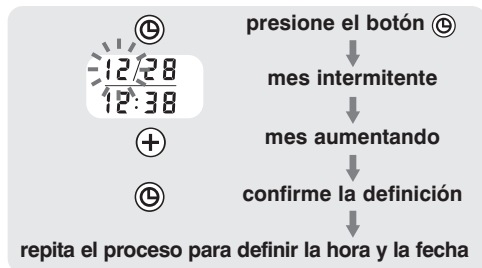 presione el botón
12/28
12:38
mes intermitente
mes aumentando
confirme la definición
repita el proceso para definir la hora y la fecha